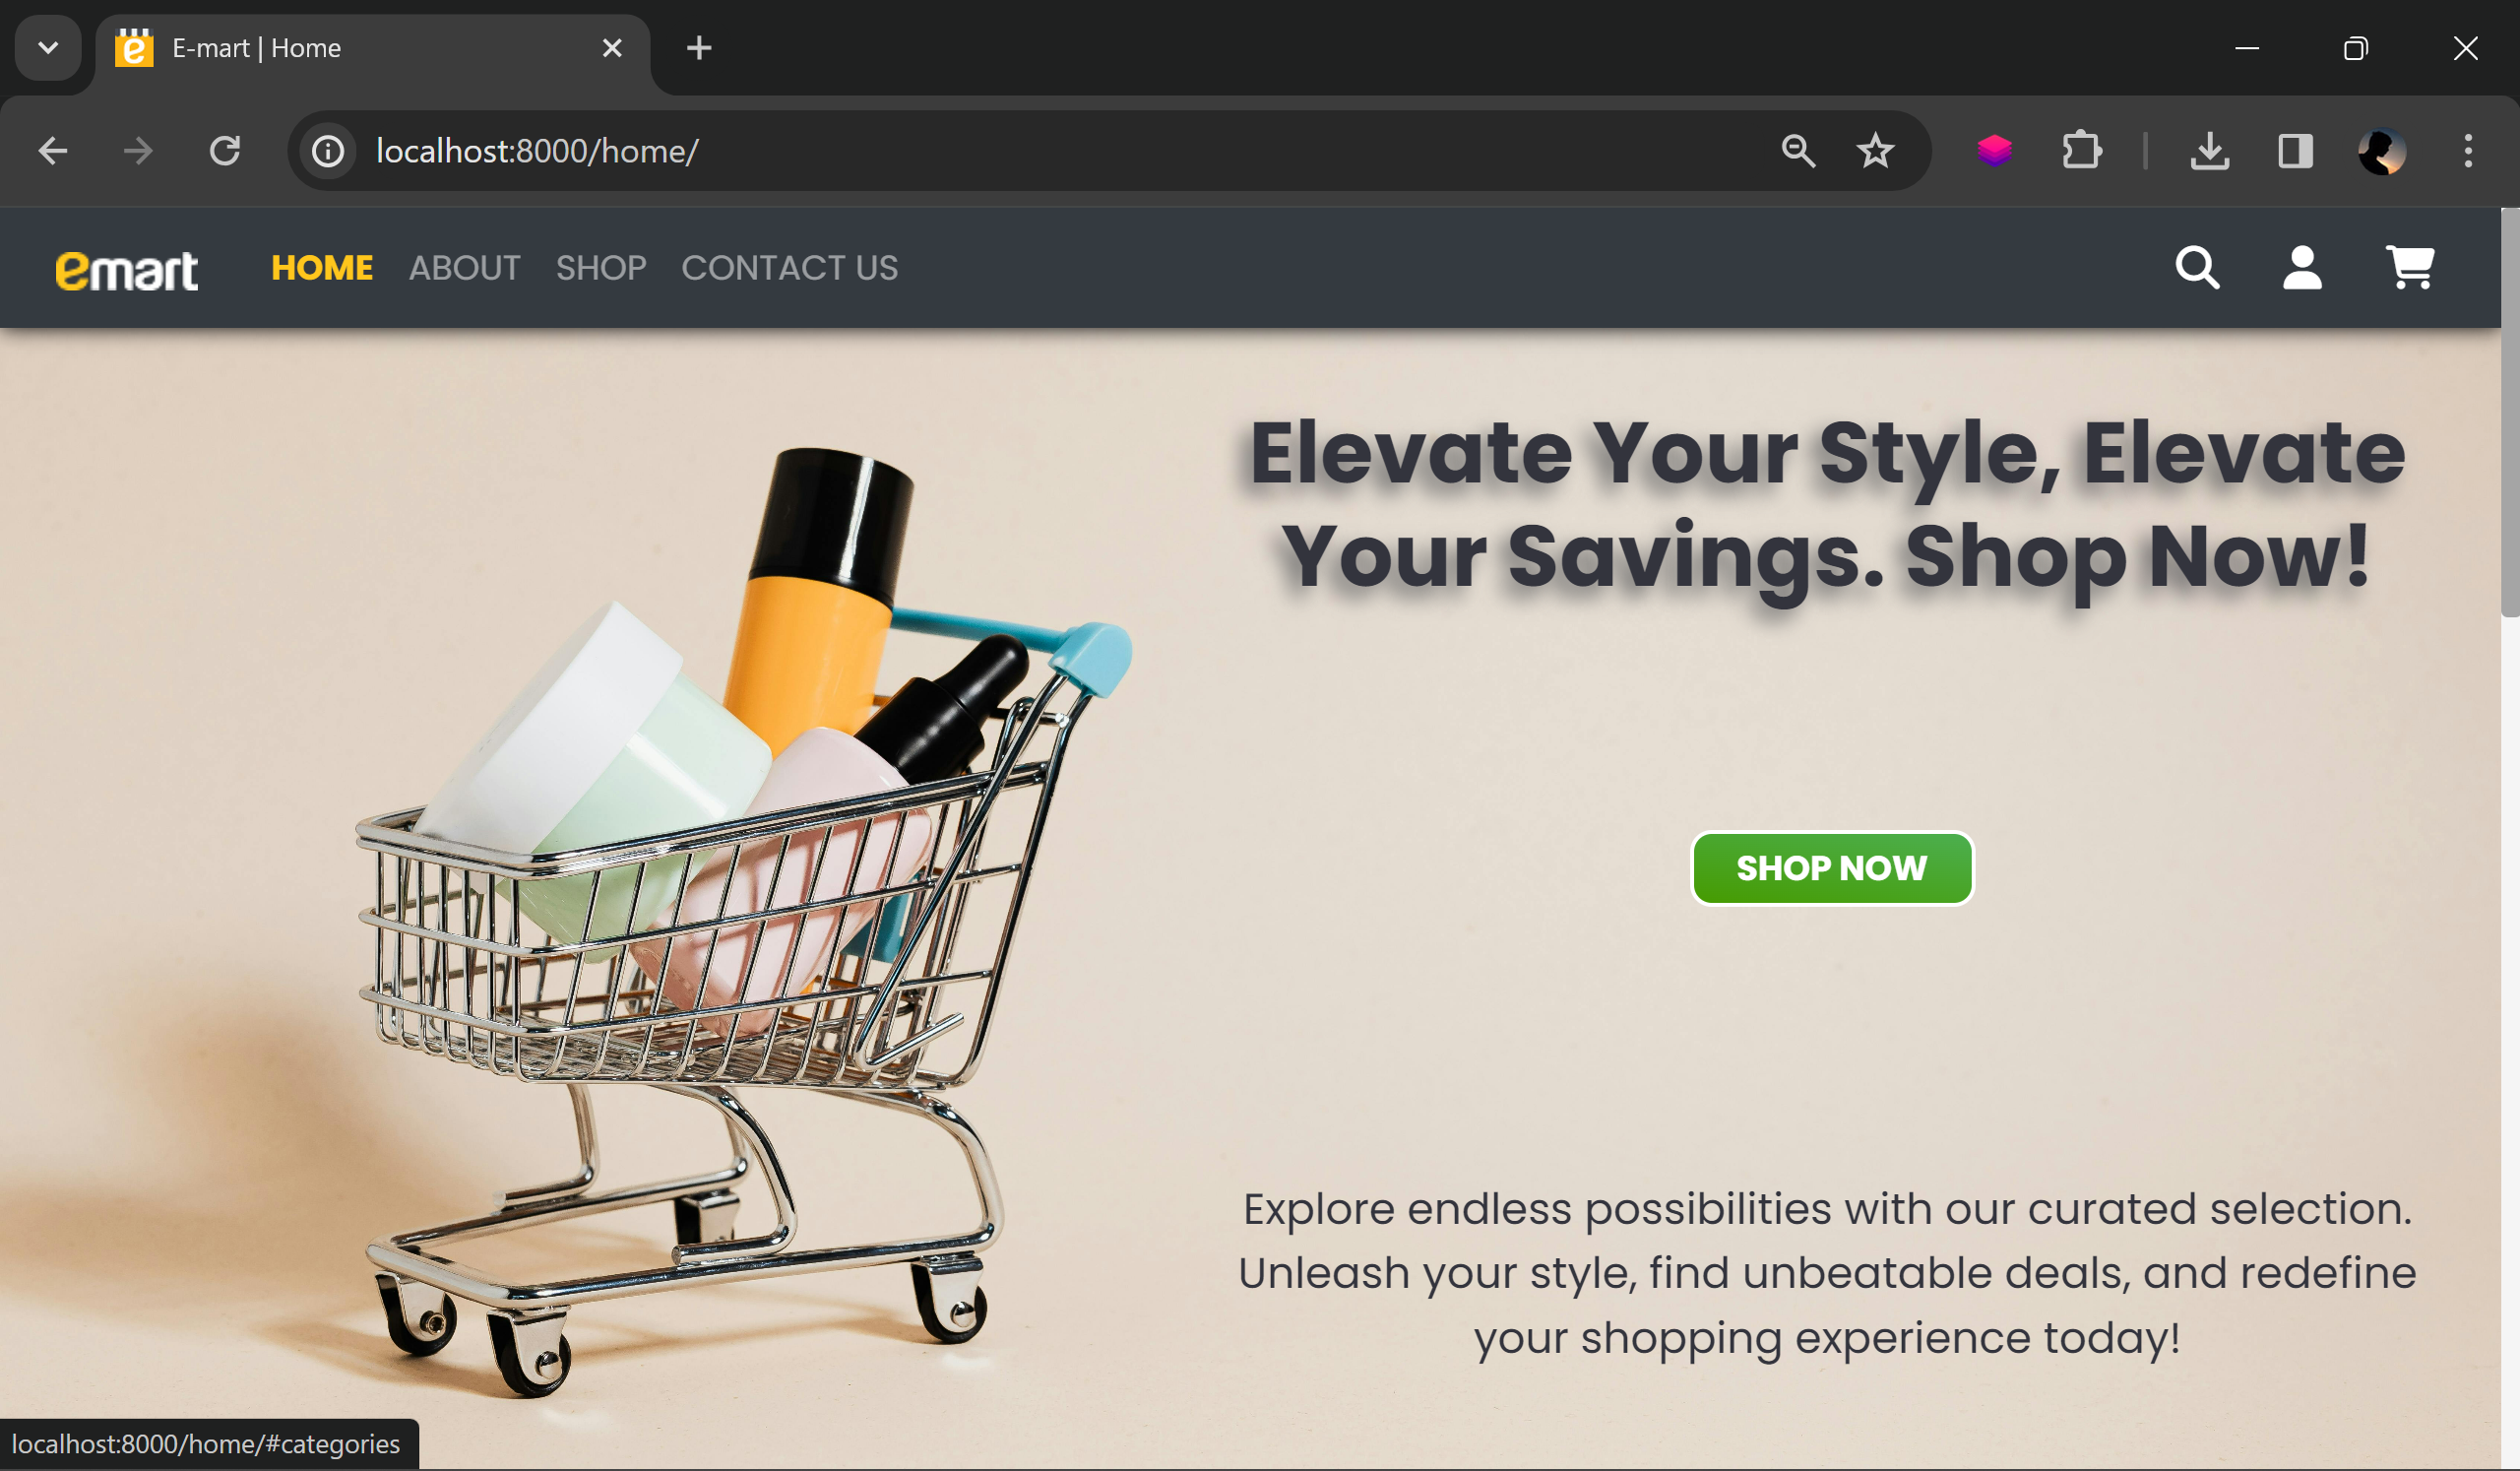 E-mart | Home
localhost:8000/home/
emart HOME ABOUT SHOP CONTACT US
Elevate Your Style, Elevate
Your Savings. Shop Now!
SHOP NOW
Explore endless possibilities with our curated selection.
Unleash your style, find unbeatable deals, and redefine
your shopping experience today!
localhost:8000/home/#categories